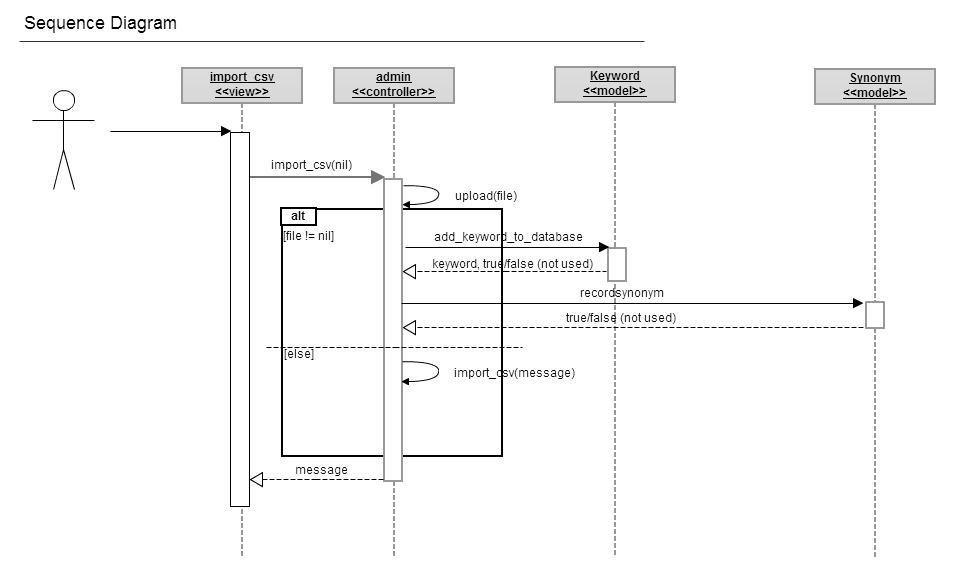 Sequence Diagram
import_csv
<<view>>
admin
<<controller>>
Keyword
<<model>>
Synonym
<<model>>
import_csv(nil)
upload(file)
alt
[file != nil]
add_keyword_to_database
keyword, true/false (not used)
recordsynonym
true/false (not used)
[else]
import_csv(message)
message